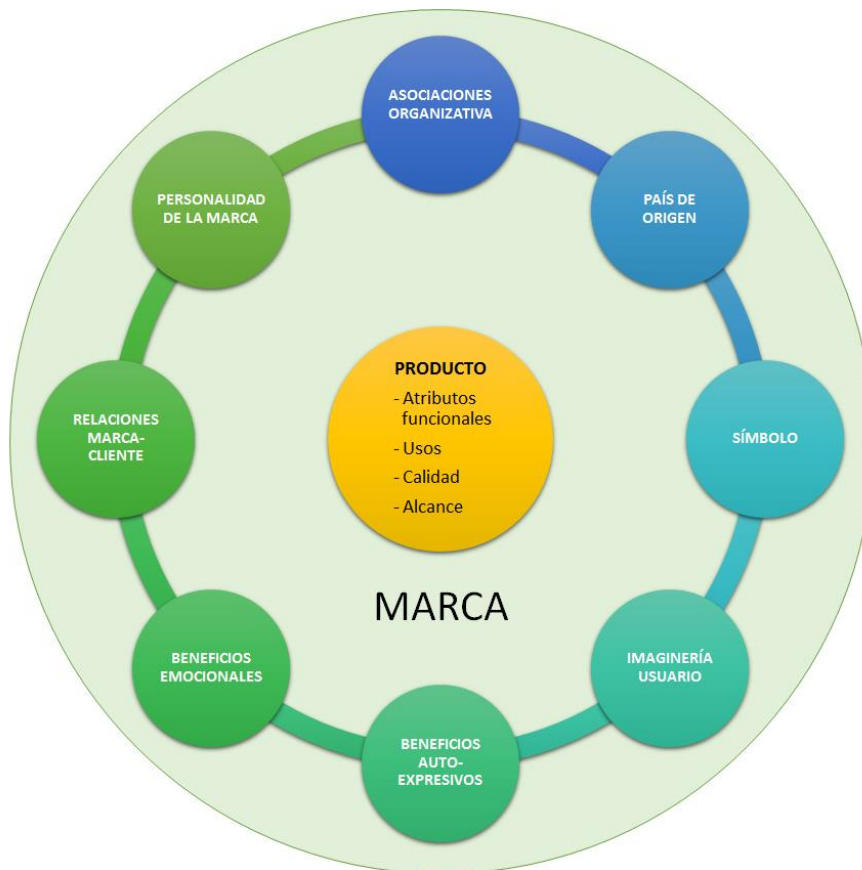 ASOCIACIONES
ORGANIZATIVA
PAÍS DE
ORIGEN
SÍMBOLO
IMAGINERÍA
USUARIO
BENEFICIOS
AUTO-
EXPRESIVOS
BENEFICIOS
EMOCIONALES
RELACIONES
MARCA-
CLIENTE
PERSONALIDAD
DE LA MARCA
PRODUCTO
- Atributos
funcionales
- Usos
- Calidad
- Alcance
MARCA